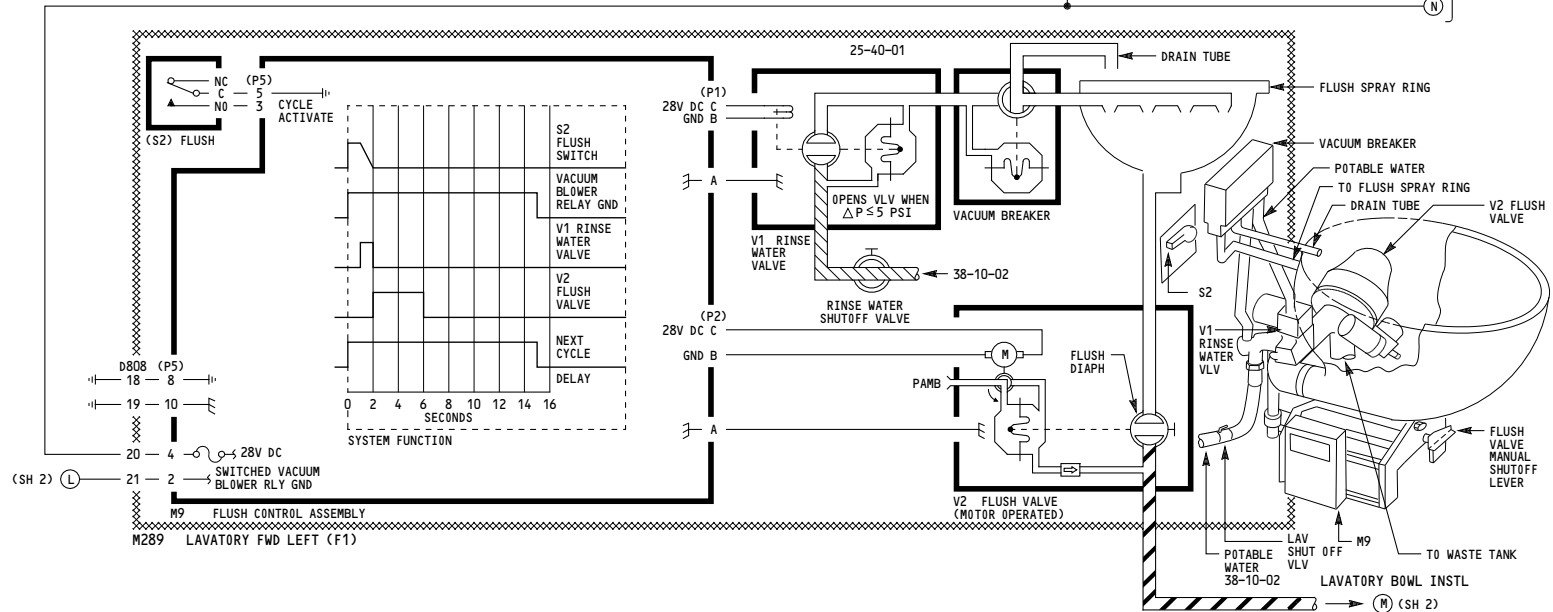 N
25-40-01
DRAIN TUBE
NC (P5)
C 5
NO 3
CYCLE
ACTIVATE
(S2) FLUSH
S2
FLUSH
SWITCH
VACUUM
BLOWER
RELAY GND
V1 RINSE
WATER
VALVE
V2
FLUSH
VALVE
NEXT
CYCLE
DELAY
0 2 4 6 8 10 12 14 16
SECONDS
SYSTEM FUNCTION
D808 (P5)
18 8
19 10
20 4 28V DC
(SH 2) L 21 2 SWITCHED VACUUM
BLOWER RLY GND
M9 FLUSH CONTROL ASSEMBLY
M289 LAVATORY FWD LEFT (F1)
(P1)
28V DC C
GND B
A
OPENS VLV WHEN
△P≤5 PSI
V1 RINSE
WATER
VALVE
VACUUM BREAKER
38-10-02
RINSE WATER
SHUTOFF VALVE
(P2)
28V DC C
GND B
A
M
PAMB
FLUSH
DIAPH
V2 FLUSH VALVE
(MOTOR OPERATED)
FLUSH SPRAY RING
VACUUM BREAKER
POTABLE WATER
TO FLUSH SPRAY RING
DRAIN TUBE
V2 FLUSH
VALVE
S2
V1
RINSE
WATER
VLV
FLUSH
VALVE
MANUAL
SHUTOFF
LEVER
POTABLE
WATER
38-10-02
LAV
SHUT OFF
VLV
M9
TO WASTE TANK
LAVATORY BOWL INSTL
M (SH 2)